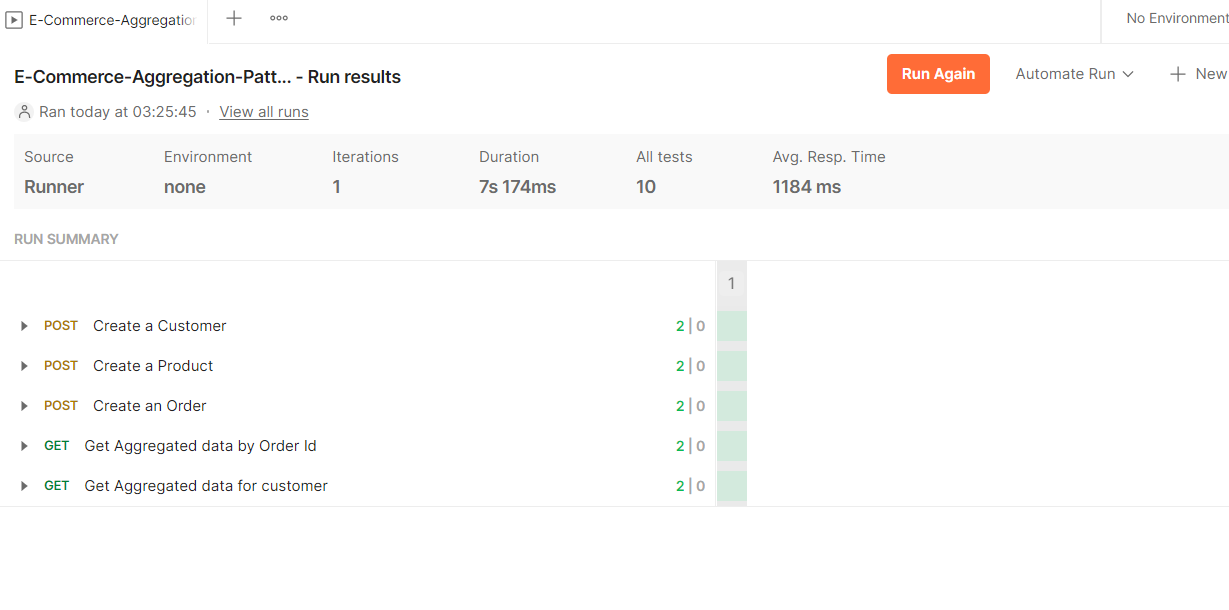 E-Commerce-Aggregation
No Environment
E-Commerce-Aggregation-Patt... - Run results
Run Again
Automate Run
New
Ran today at 03:25:45 · View all runs
Source Environment Iterations Duration All tests Avg. Resp. Time
Runner none 1 7s 174ms 10 1184 ms
RUN SUMMARY
1
POST Create a Customer 2 | 0
POST Create a Product 2 | 0
POST Create an Order 2 | 0
GET Get Aggregated data by Order Id 2 | 0
GET Get Aggregated data for customer 2 | 0